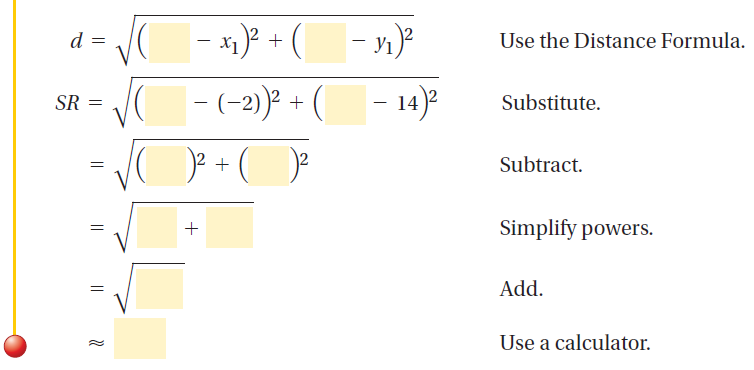 d = √(( − x₁)² + ( − y₁)²) Use the Distance Formula.
SR = √(( − (−2))² + ( − 14)²) Substitute.
= √(( )² + ( )²) Subtract.
= √( + ) Simplify powers.
= √ Add.
≈ Use a calculator.